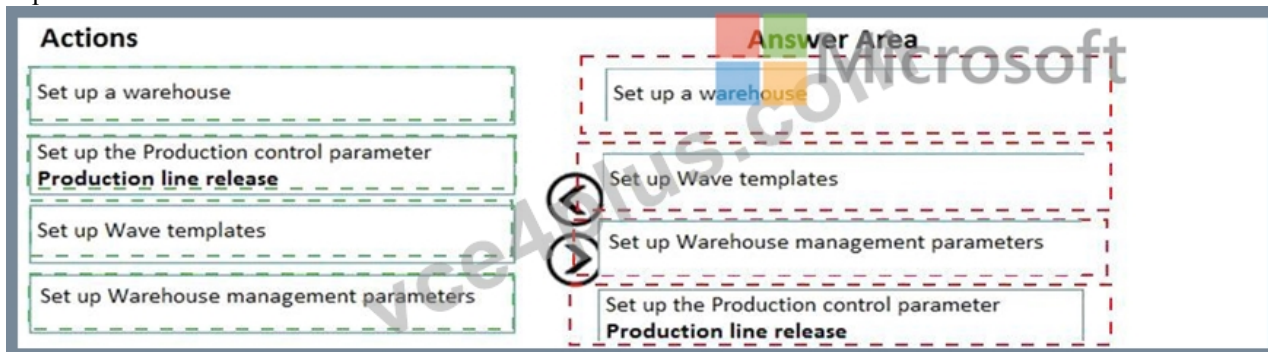 Actions
Answer Area
Microsoft
Set up a warehouse
Set up the Production control parameter
Production line release
Set up Wave templates
Set up Warehouse management parameters
Set up a warehouse
Set up Wave templates
Set up Warehouse management parameters
Set up the Production control parameter
Production line release
vce4plus.com